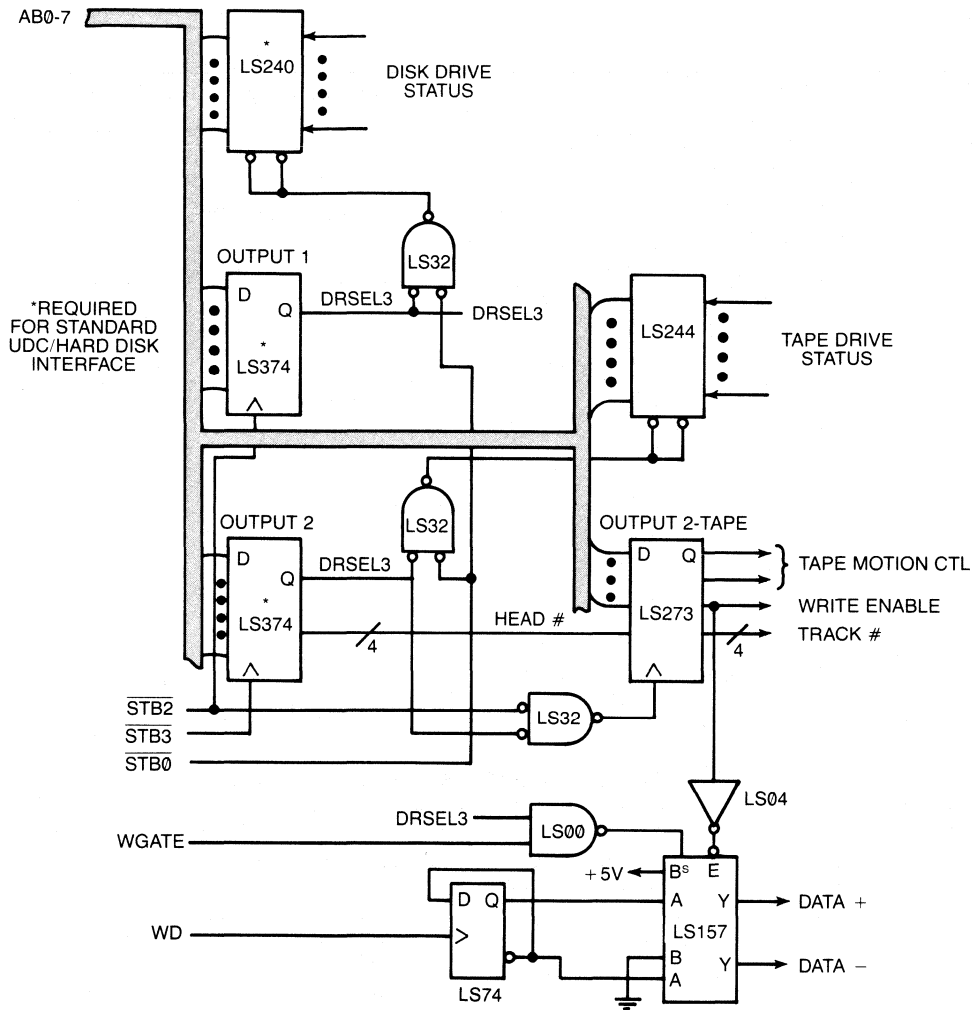 AB0-7
*
LS240
DISK DRIVE
STATUS
LS32
OUTPUT 1
D
Q
*
LS374
DRSEL3
DRSEL3
*REQUIRED
FOR STANDARD
UDC/HARD DISK
INTERFACE
LS244
TAPE DRIVE
STATUS
LS32
OUTPUT 2
D
Q
*
LS374
DRSEL3
HEAD #
4
OUTPUT 2-TAPE
D
Q
LS273
TAPE MOTION CTL
WRITE ENABLE
TRACK #
4
STB2
STB3
STB0
LS32
LS04
DRSEL3
WGATE
LS00
+5V
B
S
E
A
Y
DATA +
LS157
B
A
Y
DATA −
WD
D
Q
LS74